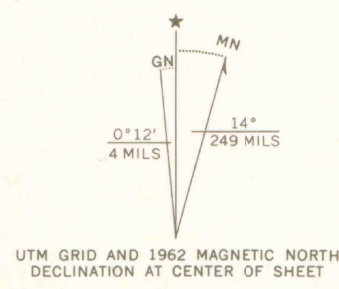 ★
MN
GN
0°12′
4 MILS
14°
249 MILS
UTM GRID AND 1962 MAGNETIC NORTH
DECLINATION AT CENTER OF SHEET